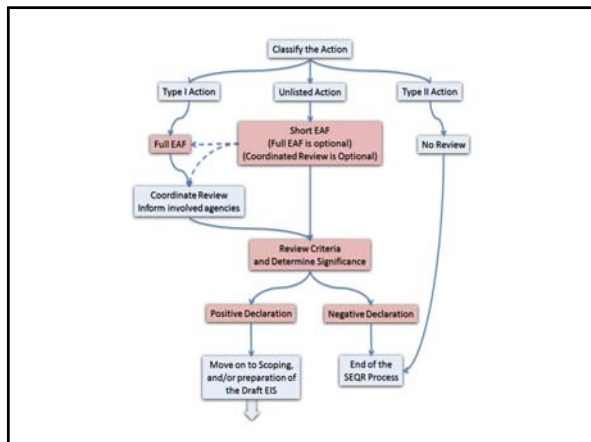 Classify the Action
Type I Action
Unlisted Action
Type II Action
Full EAF
Short EAF
(Full EAF is optional)
(Coordinated Review is Optional)
No Review
Coordinate Review
Inform involved agencies
Review Criteria
and Determine Significance
Positive Declaration
Negative Declaration
Move on to Scoping,
and/or preparation of
the Draft EIS
End of the
SEQR Process